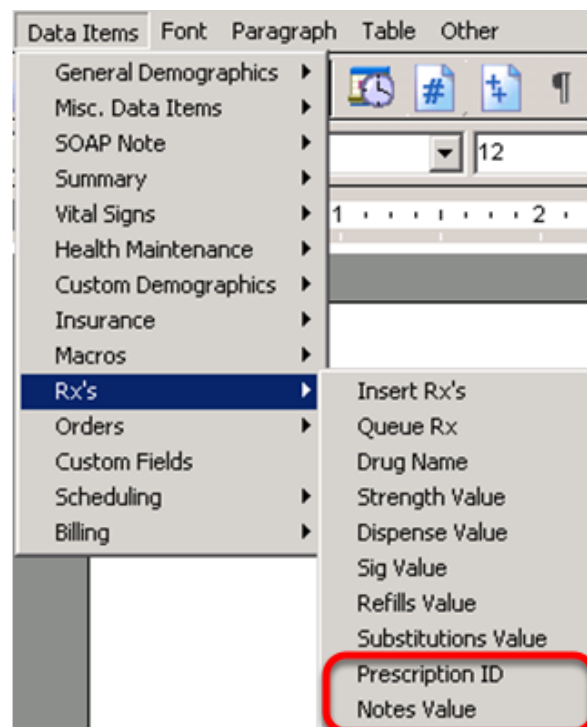 Data Items Font Paragraph Table Other
General Demographics
Misc. Data Items
SOAP Note
12
Summary
Vital Signs
1 2
Health Maintenance
Custom Demographics
Insurance
Macros
Rx's
Insert Rx's
Orders
Queue Rx
Custom Fields
Drug Name
Scheduling
Strength Value
Billing
Dispense Value
Sig Value
Refills Value
Substitutions Value
Prescription ID
Notes Value